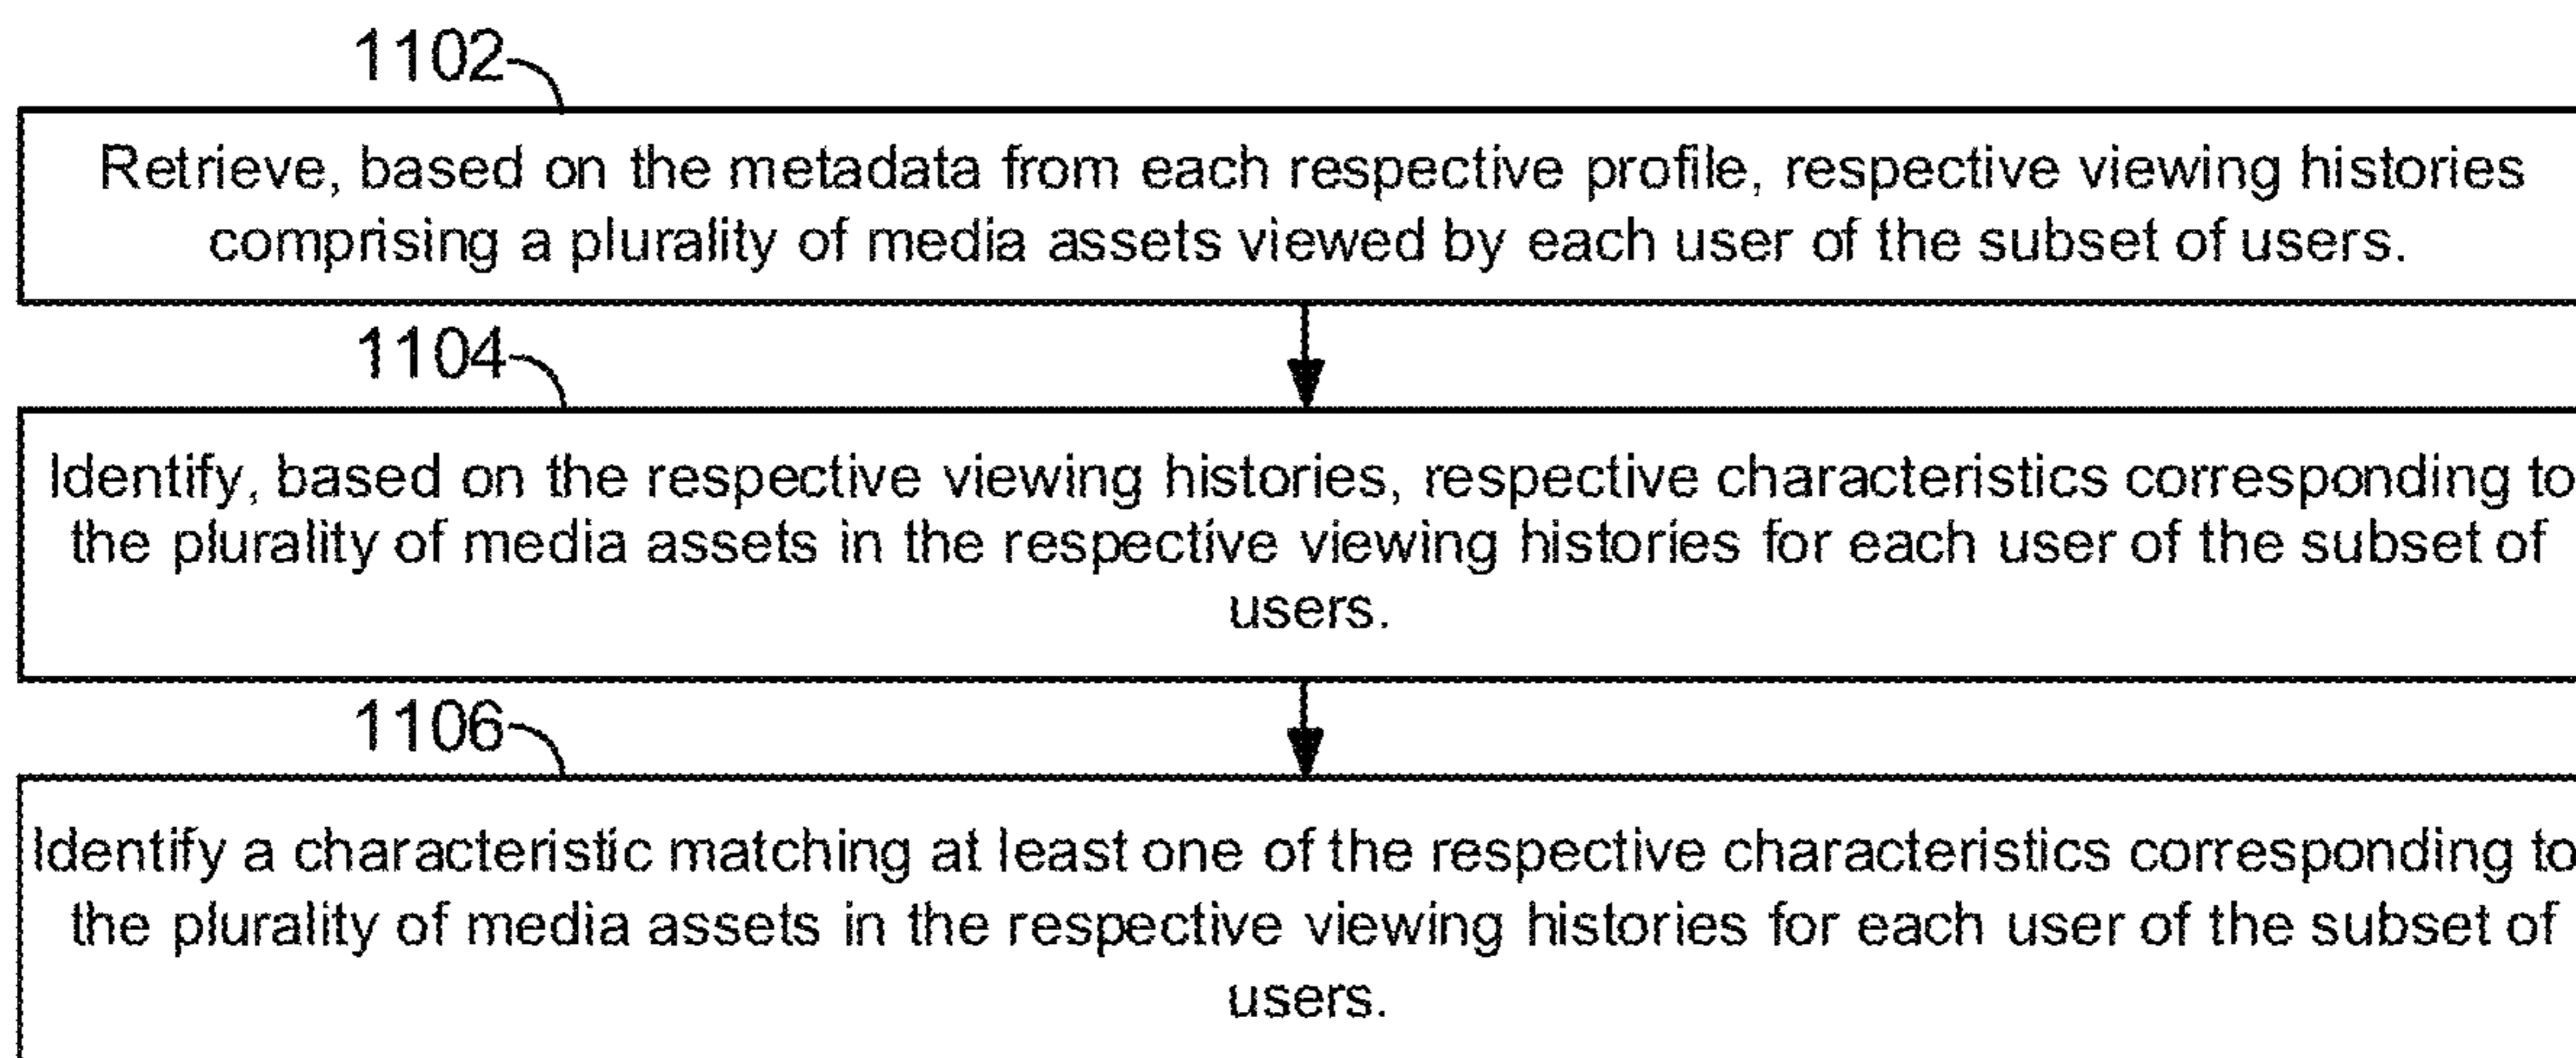 1102
Retrieve, based on the metadata from each respective profile, respective viewing histories
comprising a plurality of media assets viewed by each user of the subset of users.
1104
Identify, based on the respective viewing histories, respective characteristics corresponding to
the plurality of media assets in the respective viewing histories for each user of the subset of
users.
1106
Identify a characteristic matching at least one of the respective characteristics corresponding to
the plurality of media assets in the respective viewing histories for each user of the subset of
users.